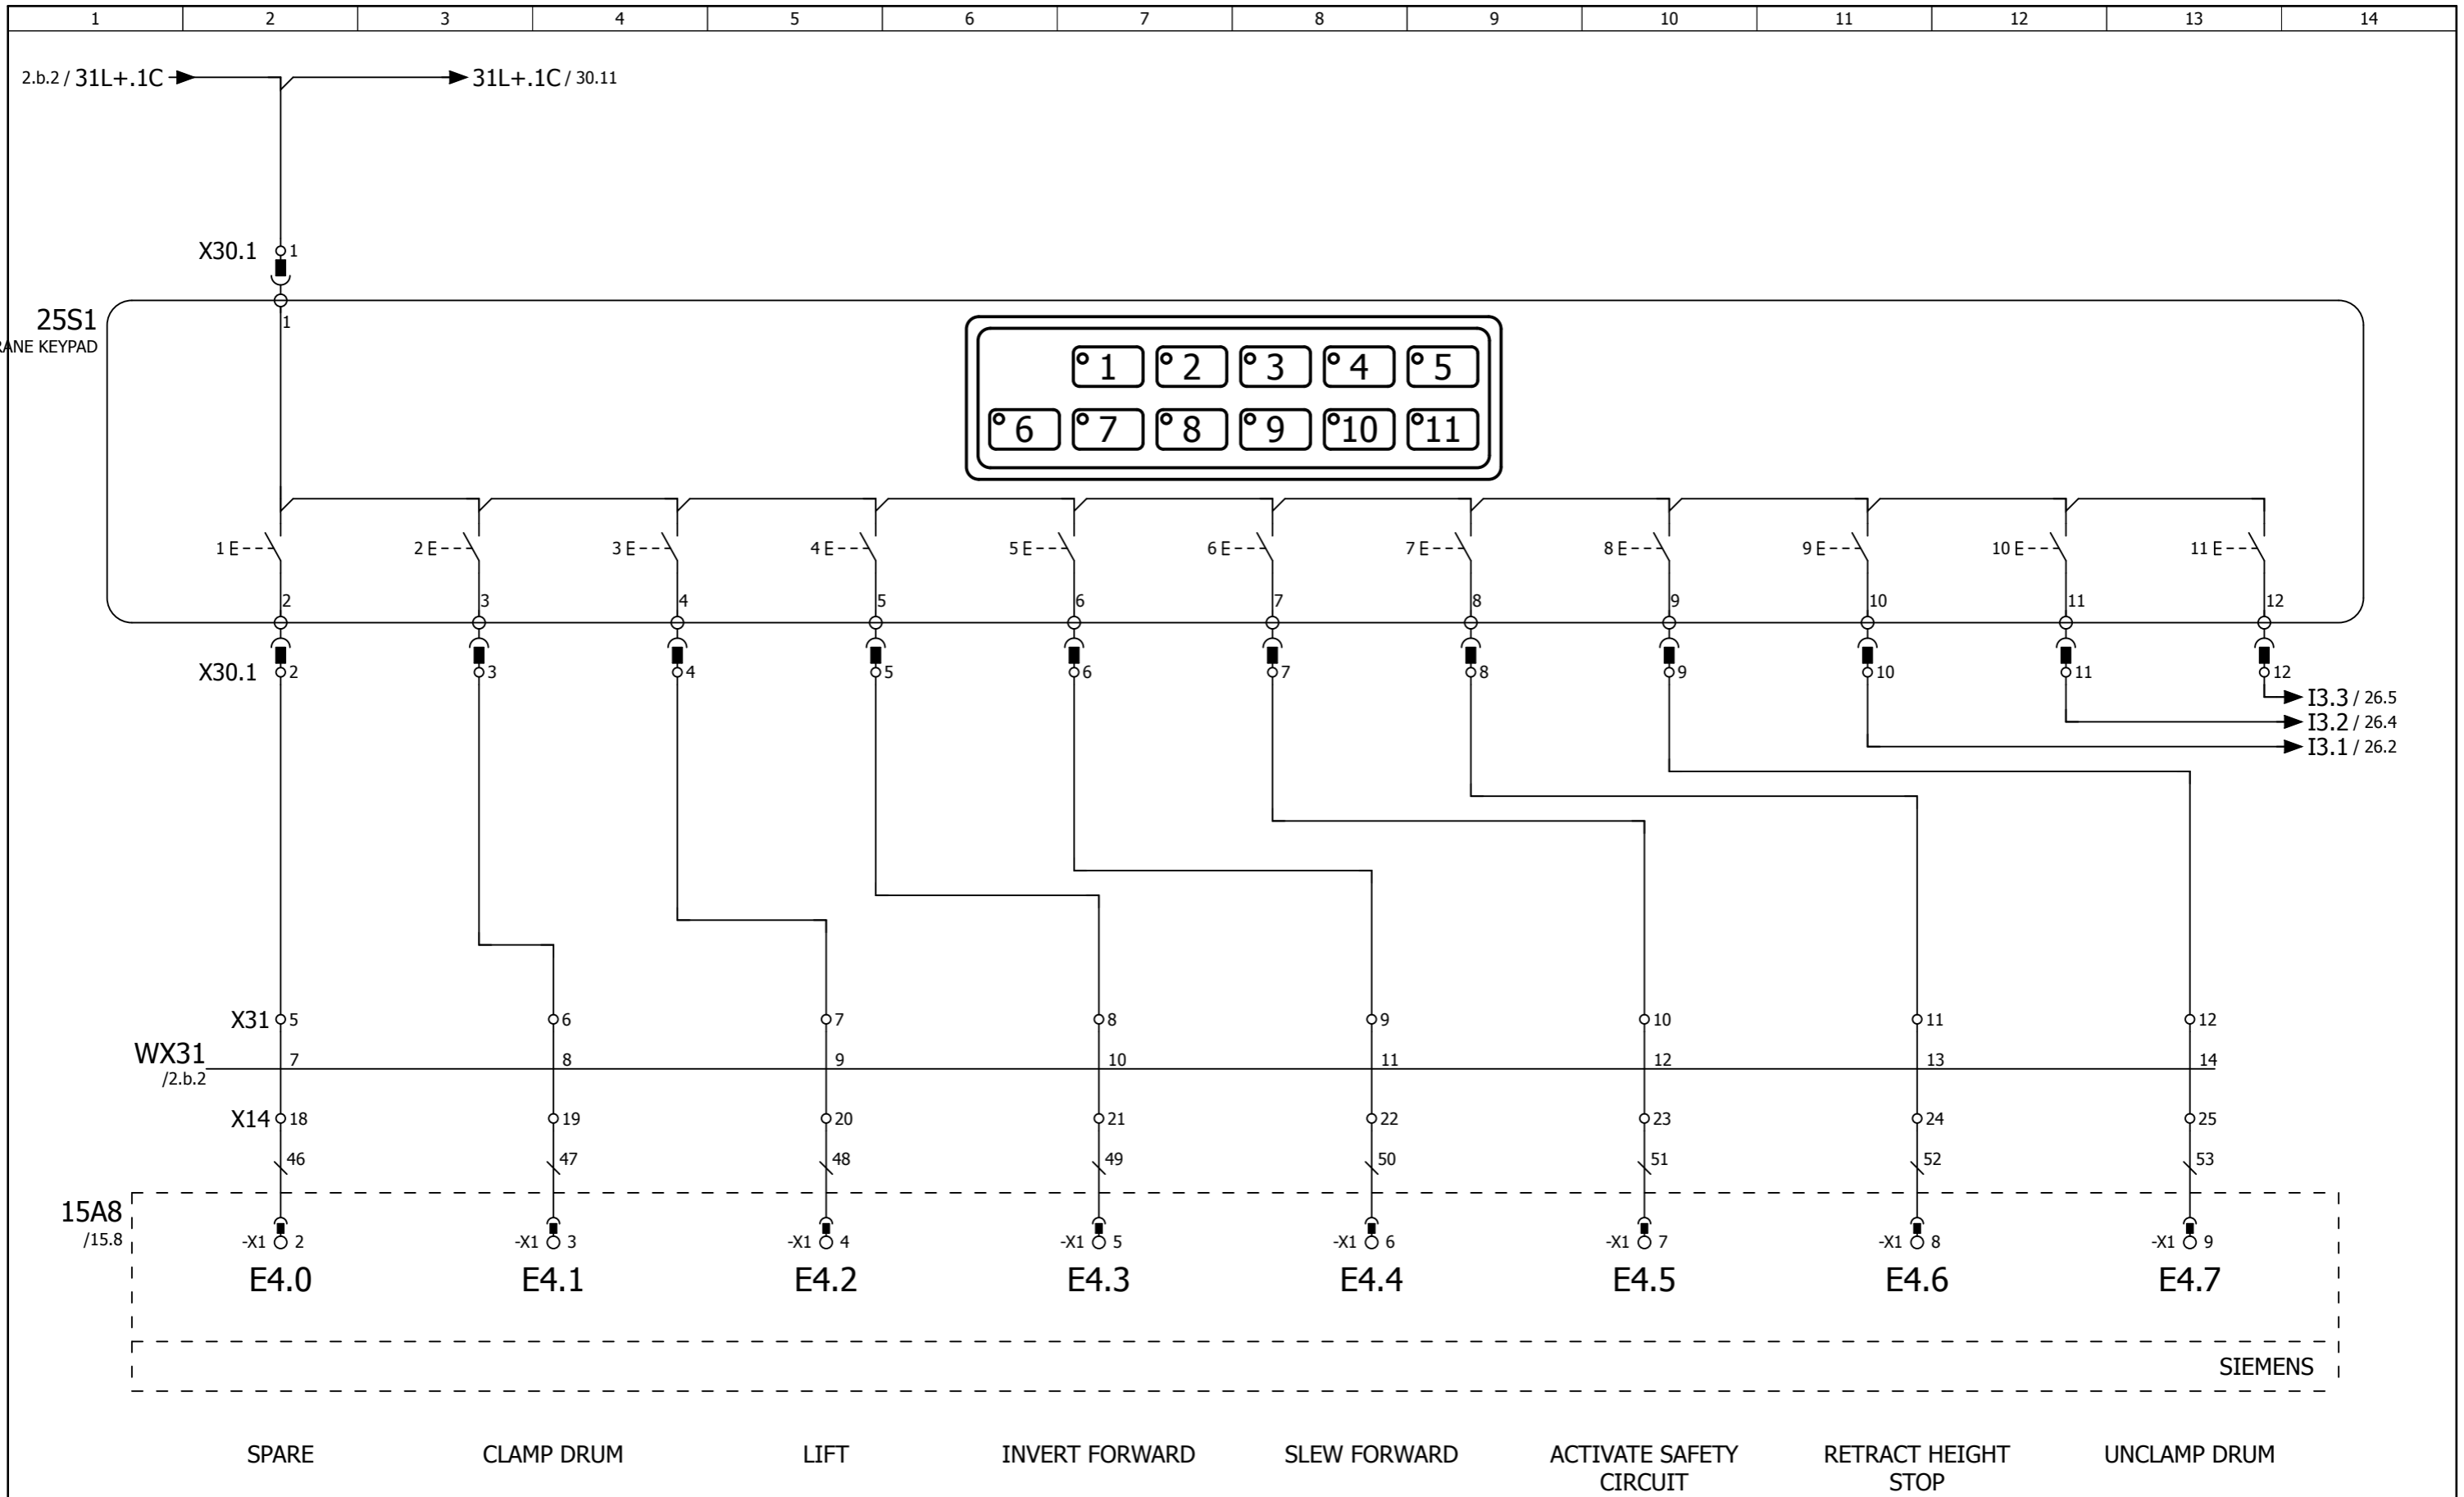 1 2 3 4 5 6 7 8 9 10 11 12 13 14
2.b.2 / 31L+.1C 31L+.1C / 30.11
X30.1 1
25S1
RANE KEYPAD
1
1 2 3 4 5
6 7 8 9 10 11
1 E 2 E 3 E 4 E 5 E 6 E 7 E 8 E 9 E 10 E 11 E
2 3 4 5 6 7 8 9 10 11 12
X30.1 2 3 4 5 6 7 8 9 10 11 12
I3.3 / 26.5
I3.2 / 26.4
I3.1 / 26.2
X31 5 6 7 8 9 10 11 12
WX31 7 8 9 10 11 12 13 14
/2.b.2
X14 18 19 20 21 22 23 24 25
46 47 48 49 50 51 52 53
15A8
/15.8
-X1 2 -X1 3 -X1 4 -X1 5 -X1 6 -X1 7 -X1 8 -X1 9
E4.0 E4.1 E4.2 E4.3 E4.4 E4.5 E4.6 E4.7
SIEMENS
SPARE CLAMP DRUM LIFT INVERT FORWARD SLEW FORWARD ACTIVATE SAFETY RETRACT HEIGHT UNCLAMP DRUM
CIRCUIT STOP